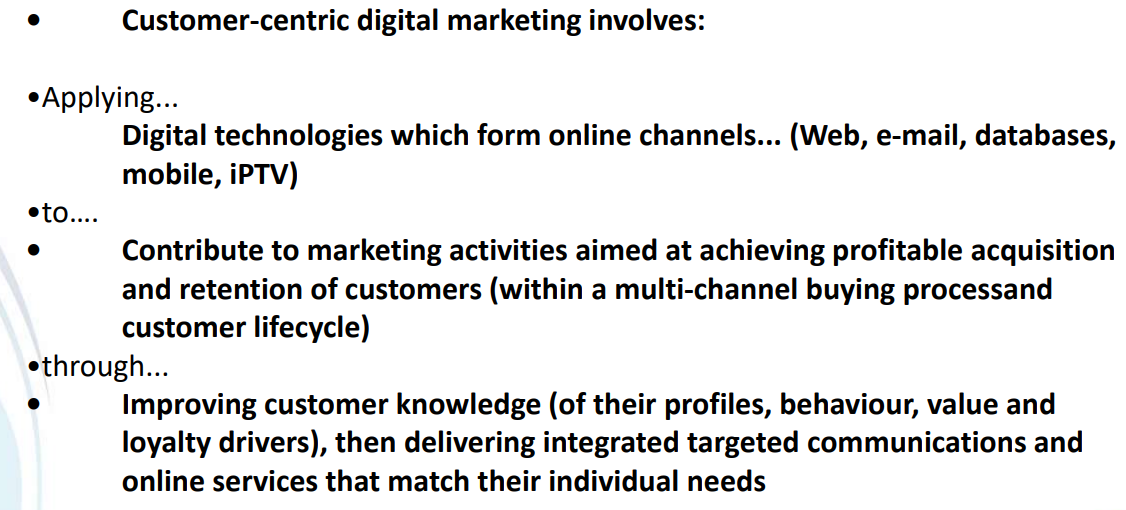 • Customer-centric digital marketing involves:
•Applying...
Digital technologies which form online channels... (Web, e-mail, databases,
mobile, iPTV)
•to....
• Contribute to marketing activities aimed at achieving profitable acquisition
and retention of customers (within a multi-channel buying processand
customer lifecycle)
•through...
• Improving customer knowledge (of their profiles, behaviour, value and
loyalty drivers), then delivering integrated targeted communications and
online services that match their individual needs